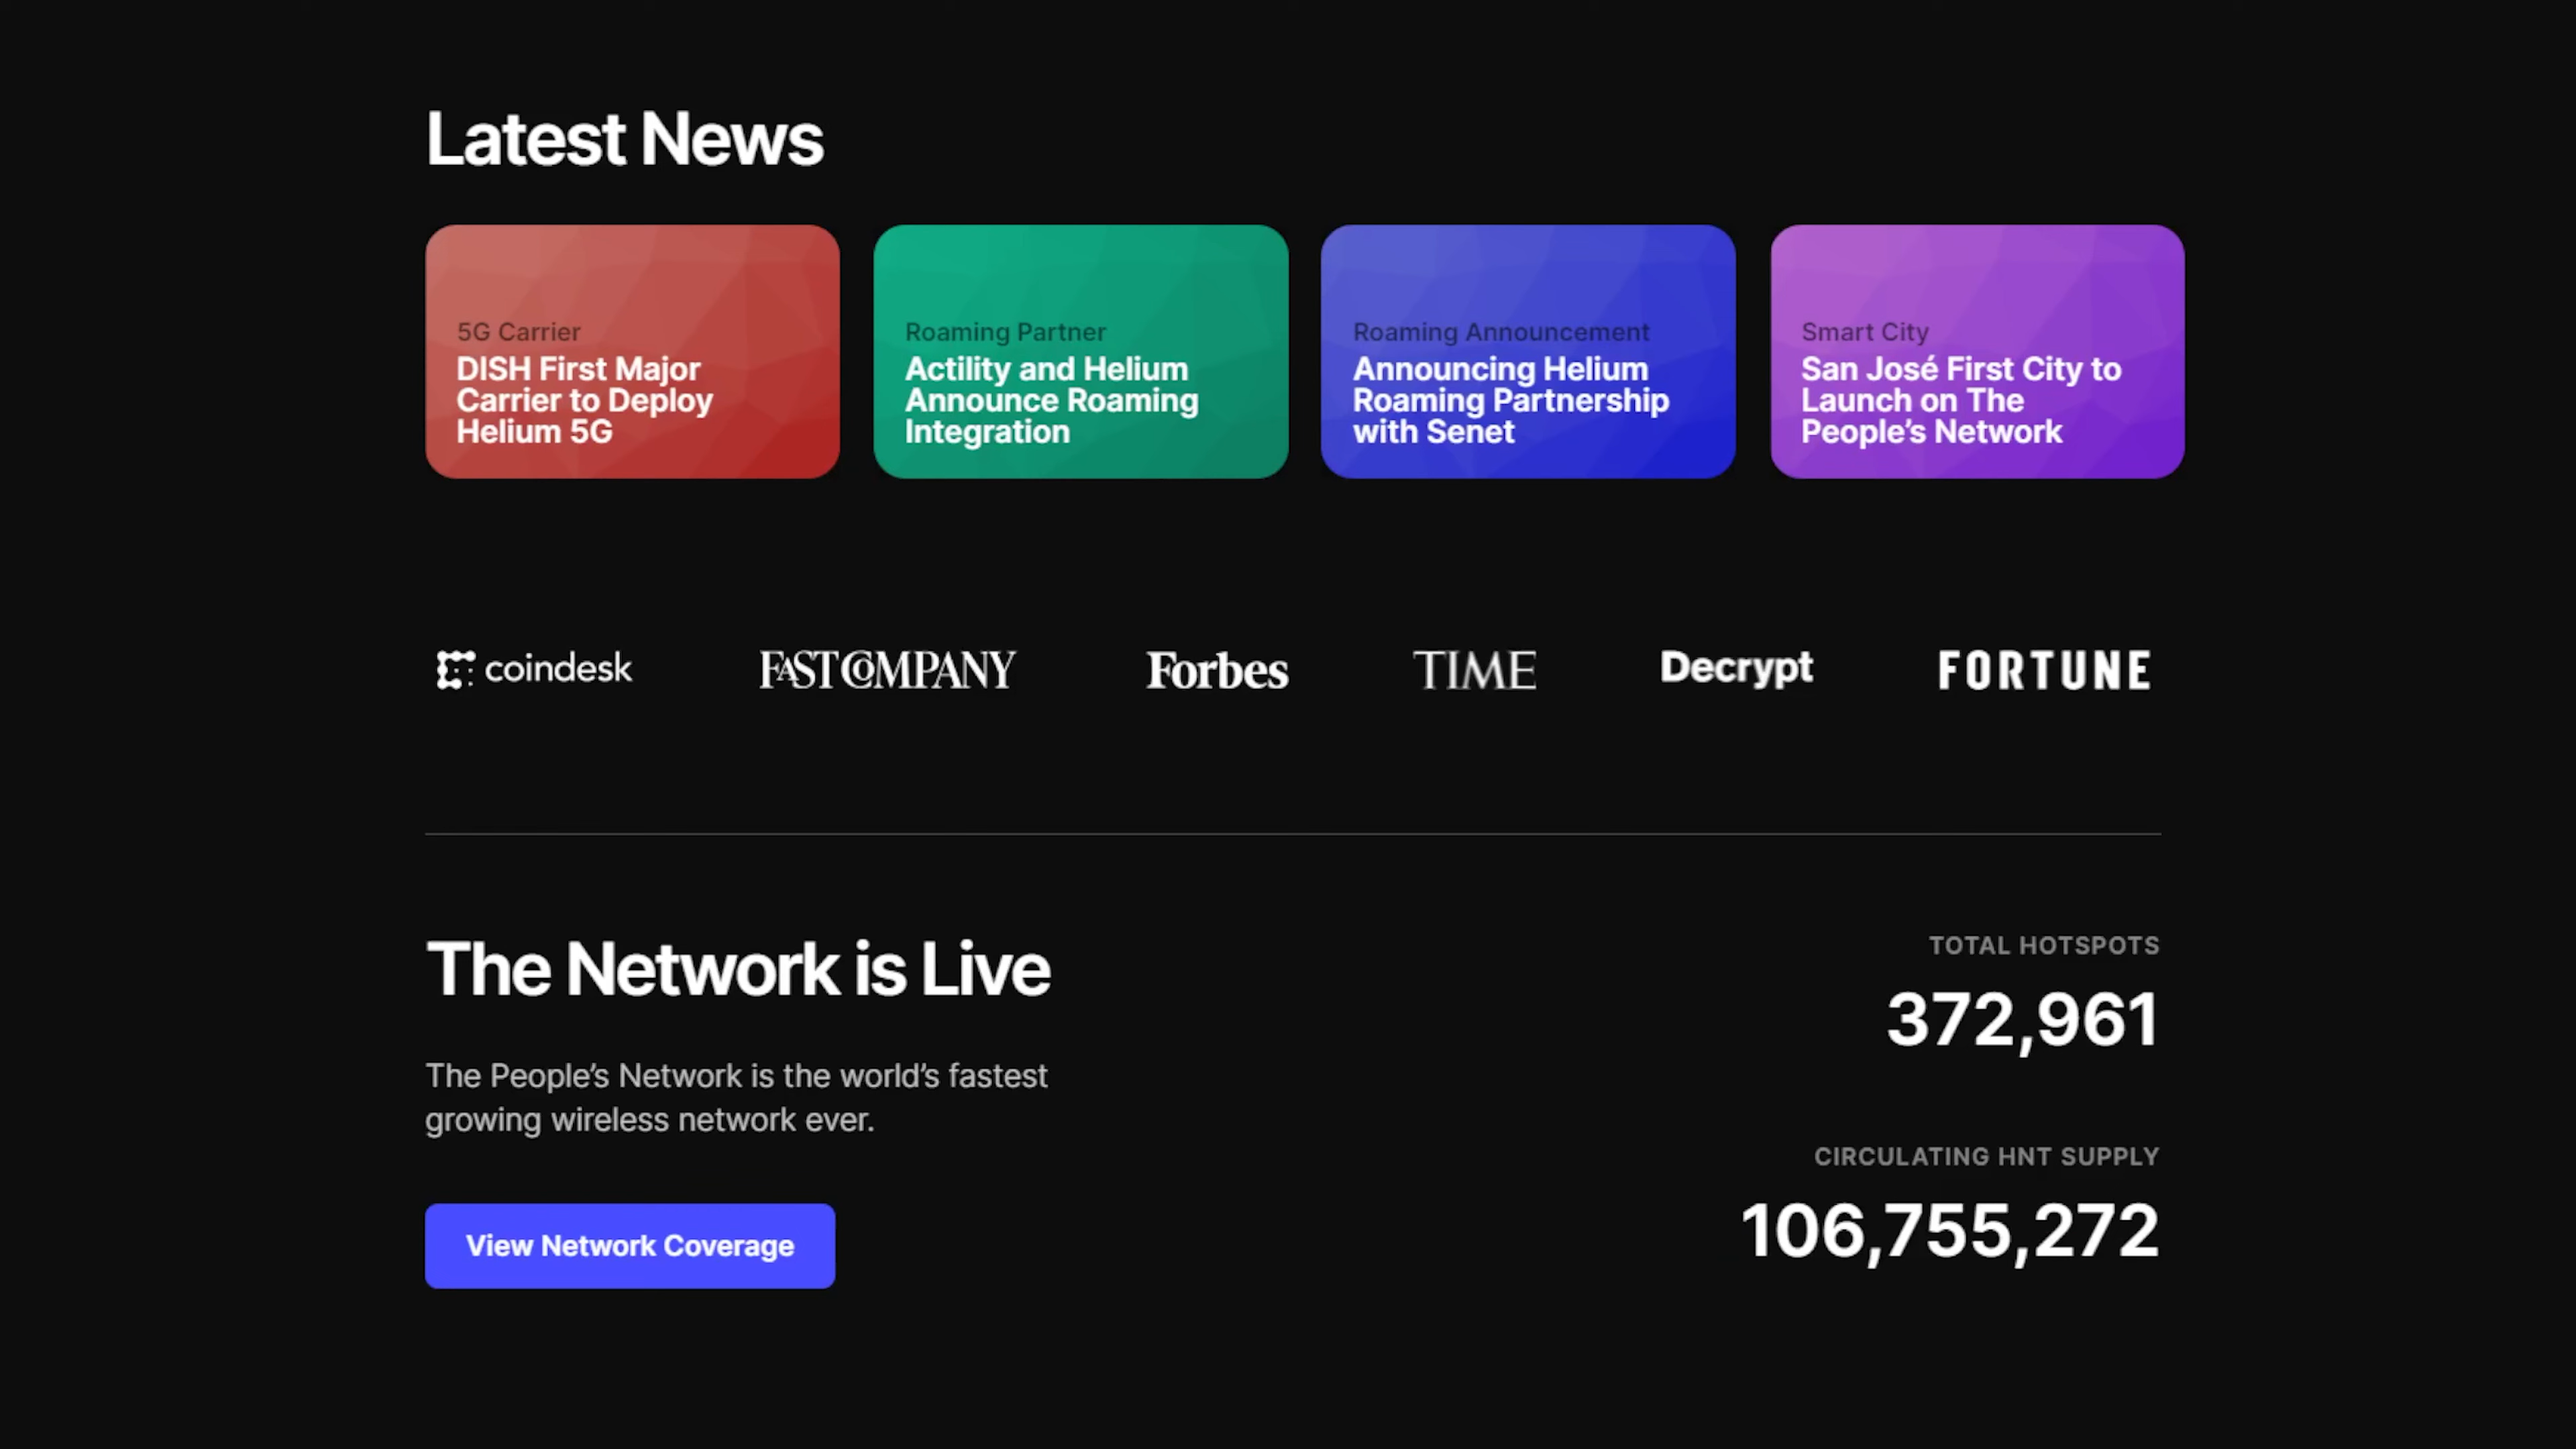 Latest News
5G Carrier
DISH First Major
Carrier to Deploy
Helium 5G
Roaming Partner
Actility and Helium
Announce Roaming
Integration
Roaming Announcement
Announcing Helium
Roaming Partnership
with Senet
Smart City
San José First City to
Launch on The
People’s Network
coindesk
FAST COMPANY
Forbes
TIME
Decrypt
FORTUNE
The Network is Live
The People’s Network is the world’s fastest
growing wireless network ever.
View Network Coverage
TOTAL HOTSPOTS
372,961
CIRCULATING HNT SUPPLY
106,755,272